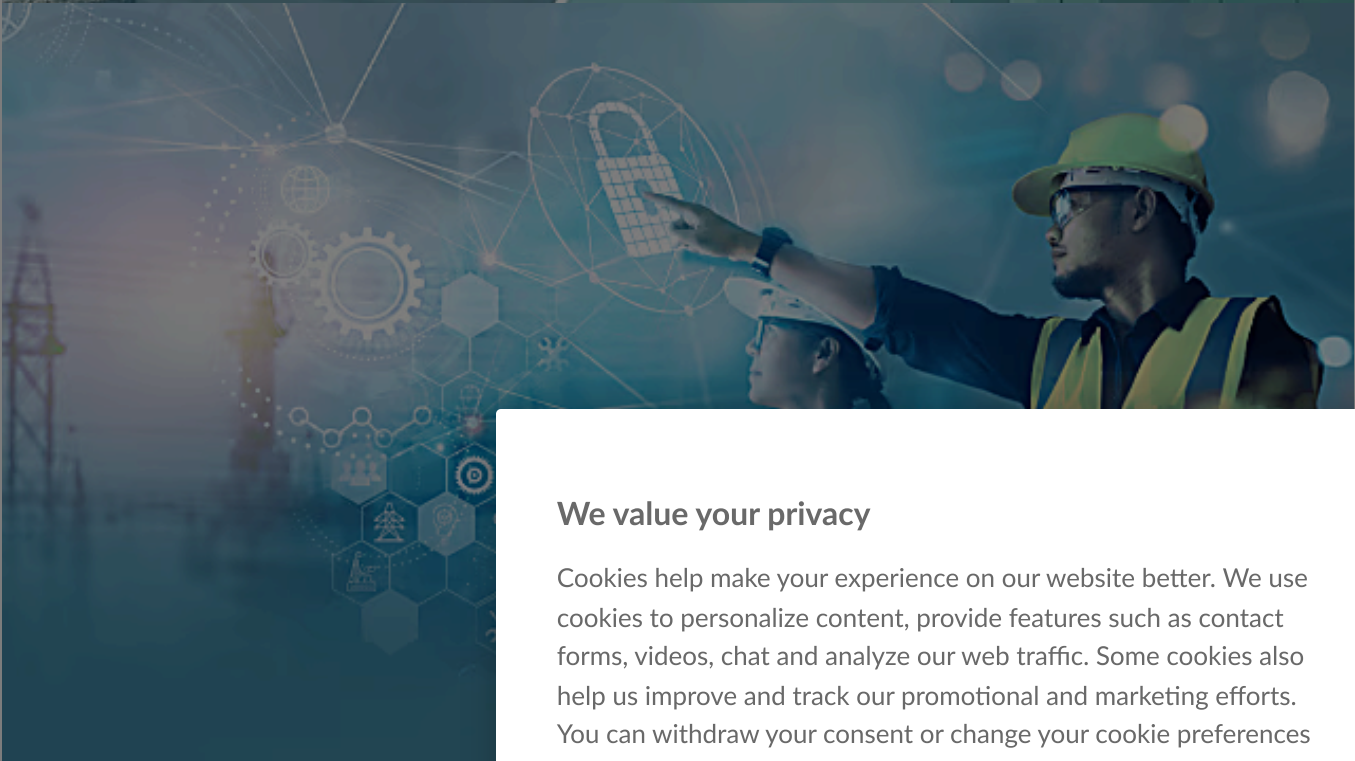 We value your privacy
Cookies help make your experience on our website better. We use
cookies to personalize content, provide features such as contact
forms, videos, chat and analyze our web traffic. Some cookies also
help us improve and track our promotional and marketing efforts.
You can withdraw your consent or change your cookie preferences